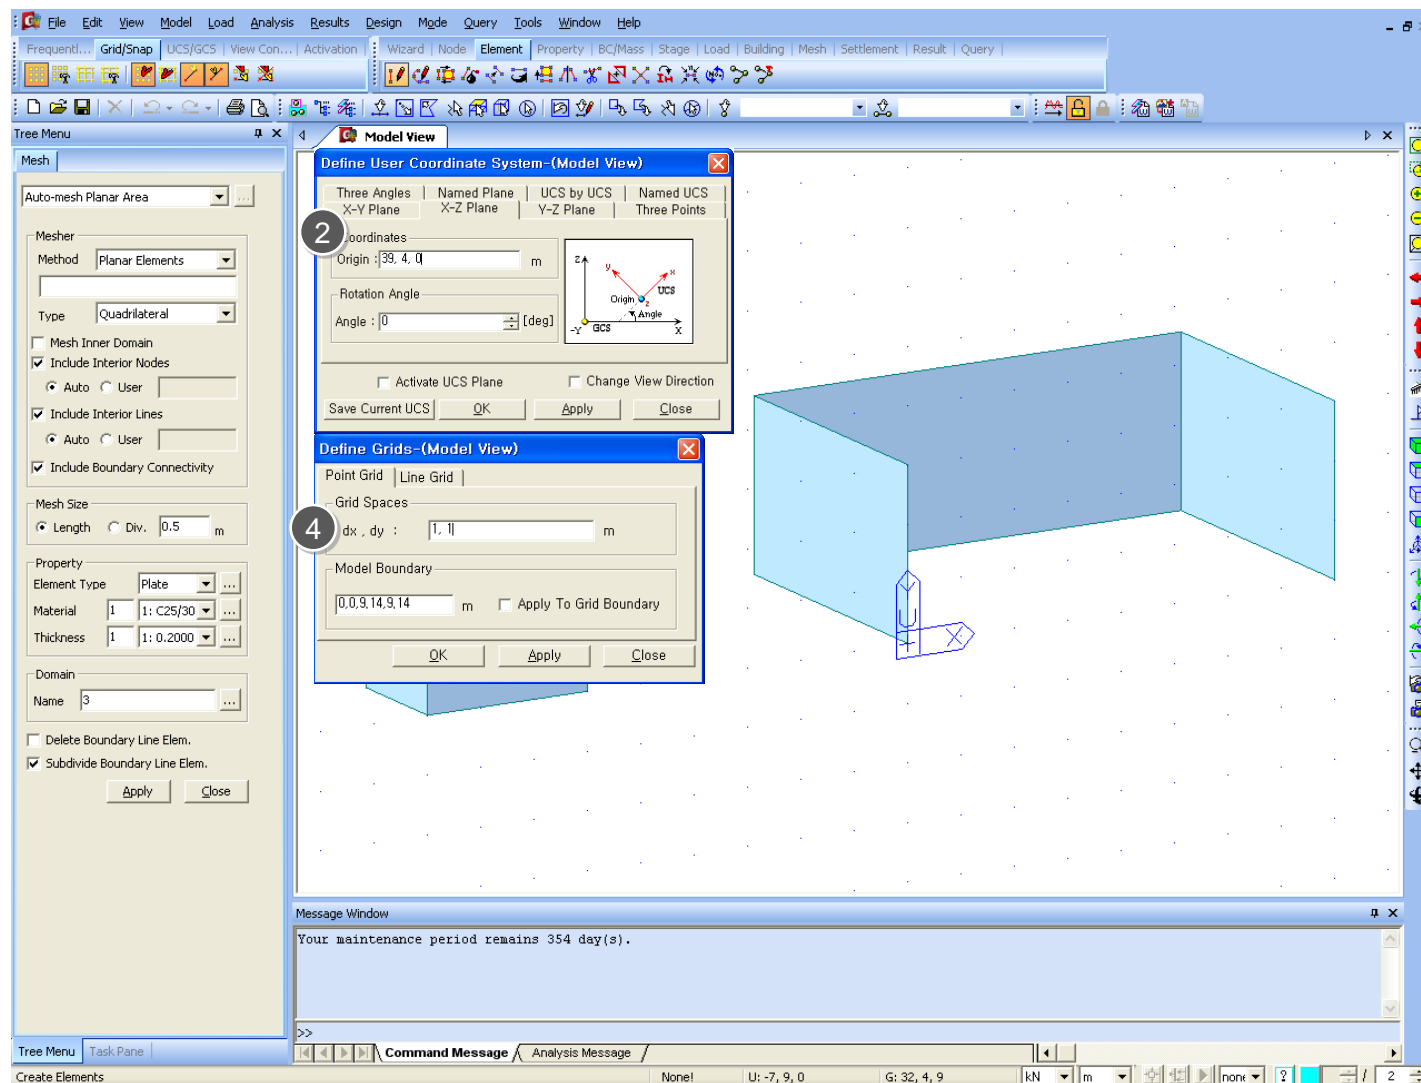 File Edit View Model Load Analysis Results Design Mode Query Tools Window Help
Frequentl... Grid/Snap UCS/GCS View Con... Activation Wizard Node Element Property BC/Mass Stage Load Building Mesh Settlement Result Query
Tree Menu
Model View
Mesh
Auto-mesh Planar Area
Mesher
Method Planar Elements
Type Quadrilateral
Mesh Inner Domain
Include Interior Nodes
Auto User
Include Interior Lines
Auto User
Include Boundary Connectivity
Mesh Size
Length Div. 0.5 m
Property
Element Type Plate
Material 1 1: C25/30
Thickness 1 1: 0.2000
Domain
Name 3
Delete Boundary Line Elem.
Subdivide Boundary Line Elem.
Apply Close
Define User Coordinate System-(Model View)
Three Angles Named Plane UCS by UCS Named UCS
X-Y Plane X-Z Plane Y-Z Plane Three Points
2
Coordinates
Origin : 39, 4, 0 m
Rotation Angle
Angle : 0 [deg]
Z y x UCS
Origin z
Angle
-Y GCS X
Activate UCS Plane Change View Direction
Save Current UCS OK Apply Close
Define Grids-(Model View)
Point Grid Line Grid
Grid Spaces
4
dx , dy : 1, 1 m
Model Boundary
0,0,9,14,9,14 m Apply To Grid Boundary
OK Apply Close
Y
U
X
Message Window
Your maintenance period remains 354 day(s).
>>
Tree Menu Task Pane
Command Message Analysis Message
Create Elements None! U: -7, 9, 0 G: 32, 4, 9 kN m none ? / 2